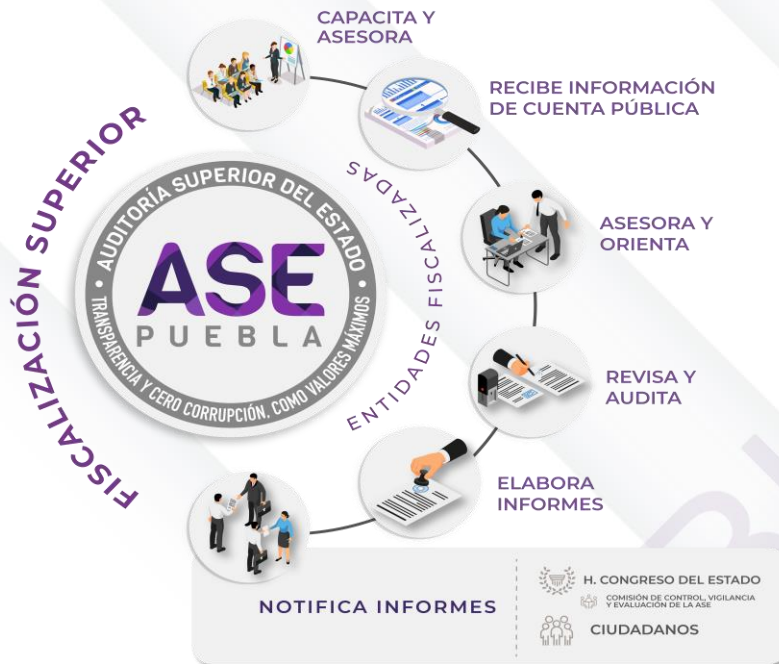 CAPACITA Y
ASESORA
RECIBE INFORMACIÓN
DE CUENTA PÚBLICA
ASESORA Y
ORIENTA
REVISA Y
AUDITA
ELABORA
INFORMES
NOTIFICA INFORMES
H. CONGRESO DEL ESTADO
COMISIÓN DE CONTROL, VIGILANCIA
Y EVALUACIÓN DE LA ASE
CIUDADANOS
FISCALIZACIÓN SUPERIOR
ENTIDADES FISCALIZADAS
• AUDITORÍA SUPERIOR DEL ESTADO •
ASE
PUEBLA
TRANSPARENCIA Y CERO CORRUPCIÓN, COMO VALORES MÁXIMOS